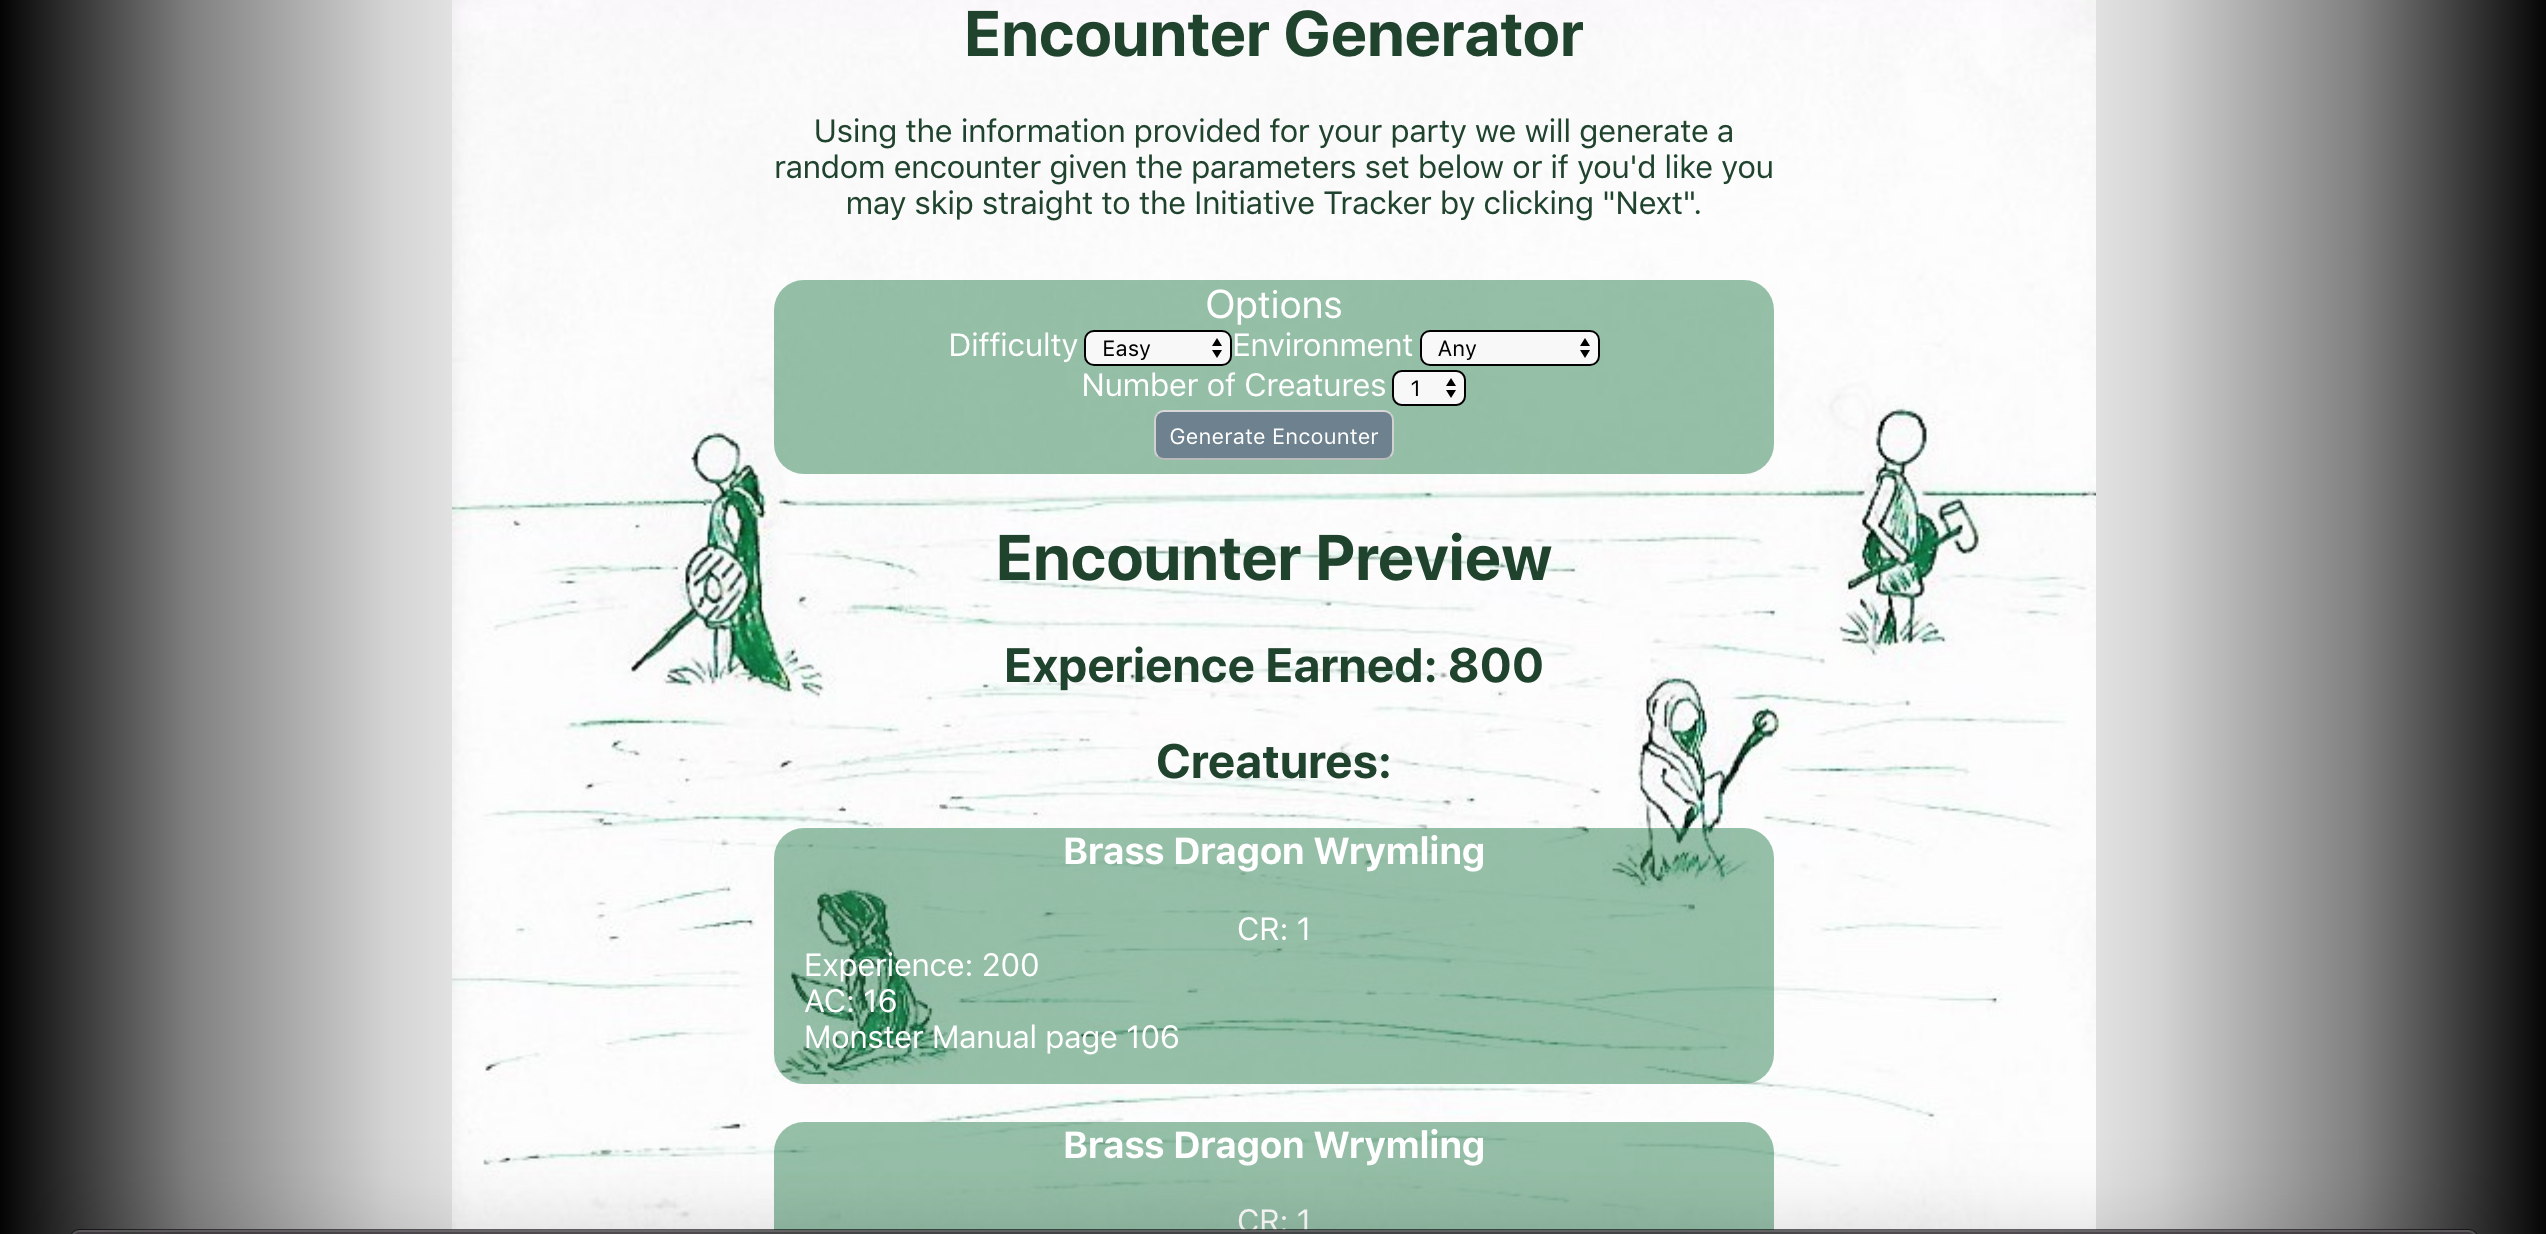 Encounter Generator
Using the information provided for your party we will generate a
random encounter given the parameters set below or if you'd like you
may skip straight to the Initiative Tracker by clicking "Next".
Options
Difficulty Easy Environment Any
Number of Creatures 1
Generate Encounter
Encounter Preview
Experience Earned: 800
Creatures:
Brass Dragon Wrymling
CR: 1
Experience: 200
AC: 16
Monster Manual page 106
Brass Dragon Wrymling
CR: 1